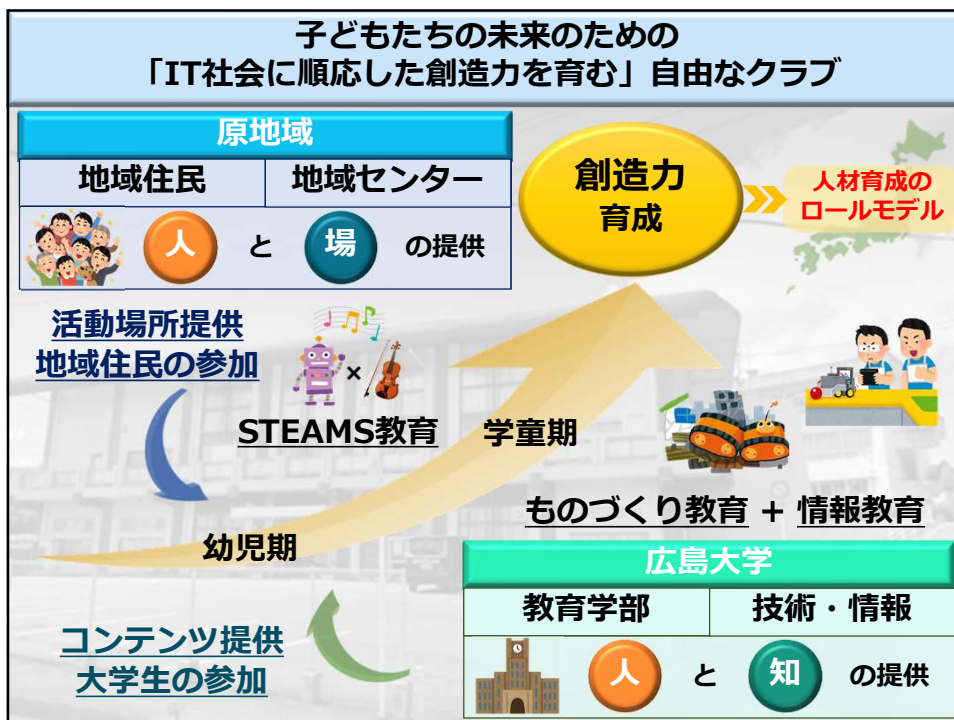 子どもたちの未来のための
「IT社会に順応した創造力を育む」自由なクラブ
原地域
地域住民
地域センター
人 と 場 の提供
創造力
育成
人材育成の
ロールモデル
活動場所提供
地域住民の参加
×
STEAMS教育
学童期
幼児期
ものづくり教育 + 情報教育
広島大学
教育学部
技術・情報
人 と 知 の提供
コンテンツ提供
大学生の参加